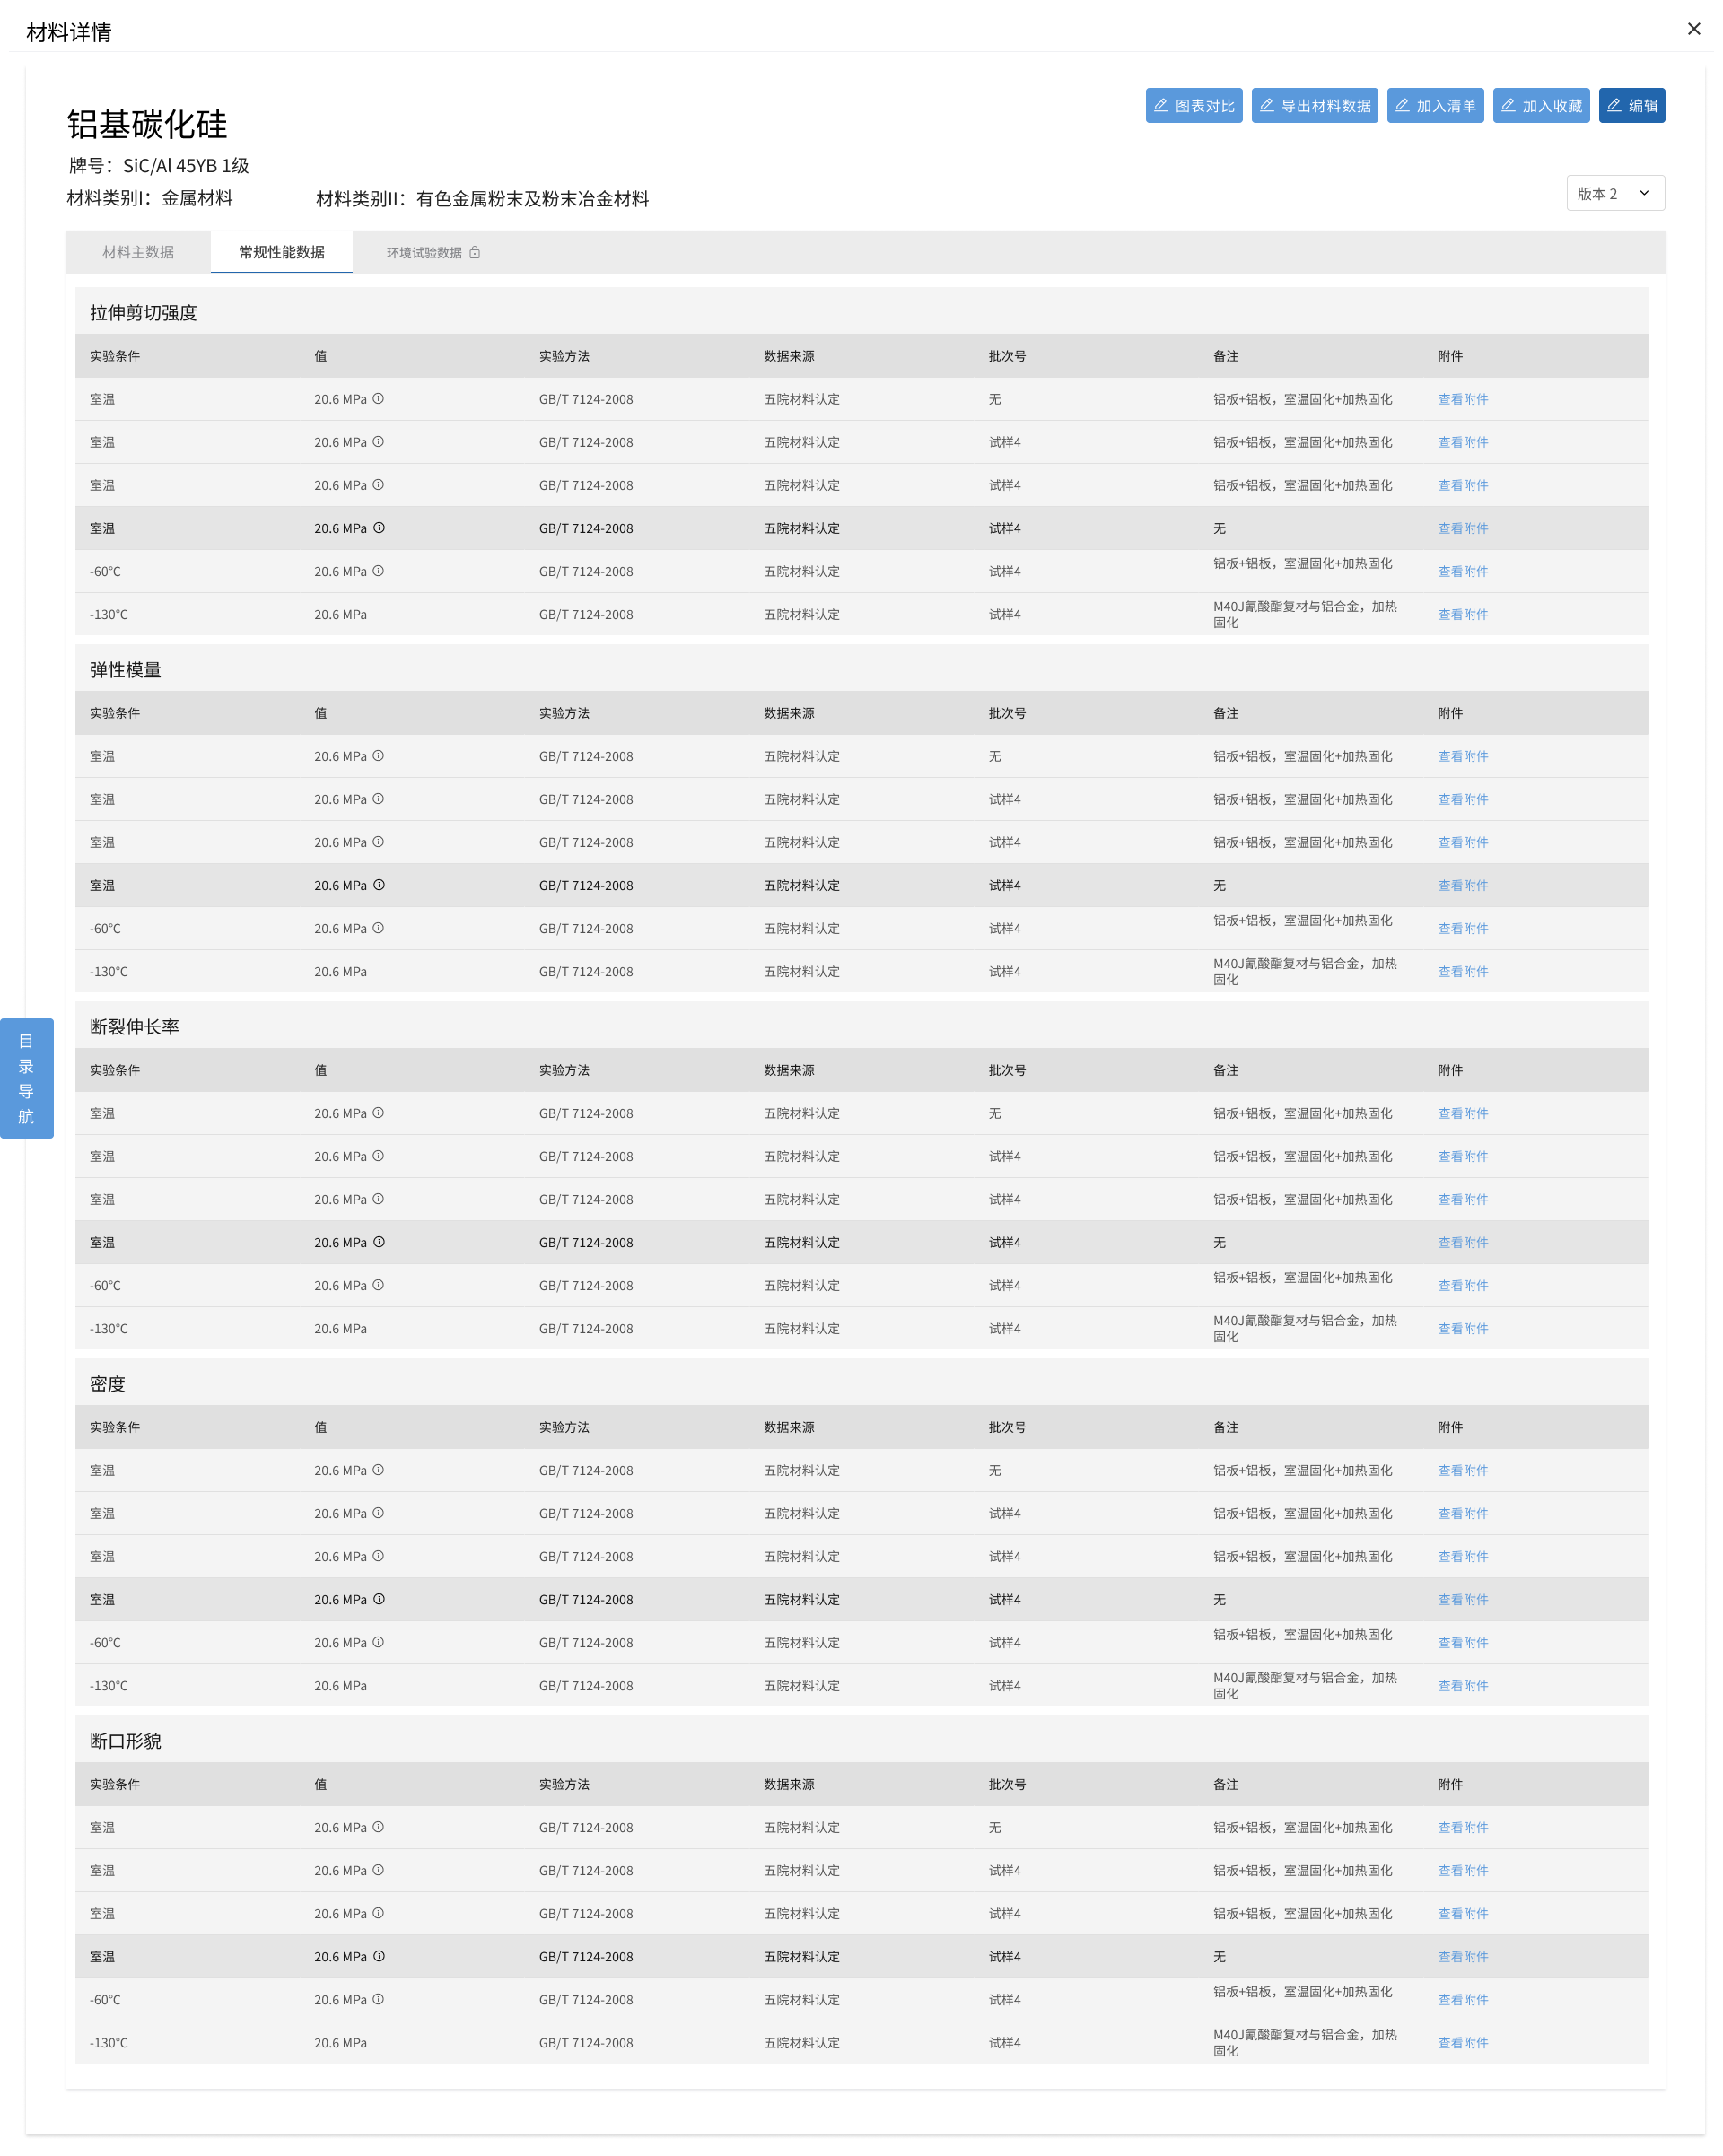 材料详情
图表对比 导出材料数据 加入清单 加入收藏 编辑
铝基碳化硅
牌号：SiC/Al 45YB 1级
材料类别I：金属材料 材料类别II：有色金属粉末及粉末冶金材料
版本 2
材料主数据 常规性能数据 环境试验数据
拉伸剪切强度
实验条件 值 实验方法 数据来源 批次号 备注 附件
室温 20.6 MPa GB/T 7124-2008 五院材料认定 无 铝板+铝板，室温固化+加热固化 查看附件
室温 20.6 MPa GB/T 7124-2008 五院材料认定 试样4 铝板+铝板，室温固化+加热固化 查看附件
室温 20.6 MPa GB/T 7124-2008 五院材料认定 试样4 铝板+铝板，室温固化+加热固化 查看附件
室温 20.6 MPa GB/T 7124-2008 五院材料认定 试样4 无 查看附件
-60°C 20.6 MPa GB/T 7124-2008 五院材料认定 试样4 铝板+铝板，室温固化+加热固化 查看附件
-130°C 20.6 MPa GB/T 7124-2008 五院材料认定 试样4 M40J氰酸酯复材与铝合金，加热
固化 查看附件
弹性模量
实验条件 值 实验方法 数据来源 批次号 备注 附件
室温 20.6 MPa GB/T 7124-2008 五院材料认定 无 铝板+铝板，室温固化+加热固化 查看附件
室温 20.6 MPa GB/T 7124-2008 五院材料认定 试样4 铝板+铝板，室温固化+加热固化 查看附件
室温 20.6 MPa GB/T 7124-2008 五院材料认定 试样4 铝板+铝板，室温固化+加热固化 查看附件
室温 20.6 MPa GB/T 7124-2008 五院材料认定 试样4 无 查看附件
-60°C 20.6 MPa GB/T 7124-2008 五院材料认定 试样4 铝板+铝板，室温固化+加热固化 查看附件
-130°C 20.6 MPa GB/T 7124-2008 五院材料认定 试样4 M40J氰酸酯复材与铝合金，加热
固化 查看附件
断裂伸长率
实验条件 值 实验方法 数据来源 批次号 备注 附件
室温 20.6 MPa GB/T 7124-2008 五院材料认定 无 铝板+铝板，室温固化+加热固化 查看附件
室温 20.6 MPa GB/T 7124-2008 五院材料认定 试样4 铝板+铝板，室温固化+加热固化 查看附件
室温 20.6 MPa GB/T 7124-2008 五院材料认定 试样4 铝板+铝板，室温固化+加热固化 查看附件
室温 20.6 MPa GB/T 7124-2008 五院材料认定 试样4 无 查看附件
-60°C 20.6 MPa GB/T 7124-2008 五院材料认定 试样4 铝板+铝板，室温固化+加热固化 查看附件
-130°C 20.6 MPa GB/T 7124-2008 五院材料认定 试样4 M40J氰酸酯复材与铝合金，加热
固化 查看附件
密度
实验条件 值 实验方法 数据来源 批次号 备注 附件
室温 20.6 MPa GB/T 7124-2008 五院材料认定 无 铝板+铝板，室温固化+加热固化 查看附件
室温 20.6 MPa GB/T 7124-2008 五院材料认定 试样4 铝板+铝板，室温固化+加热固化 查看附件
室温 20.6 MPa GB/T 7124-2008 五院材料认定 试样4 铝板+铝板，室温固化+加热固化 查看附件
室温 20.6 MPa GB/T 7124-2008 五院材料认定 试样4 无 查看附件
-60°C 20.6 MPa GB/T 7124-2008 五院材料认定 试样4 铝板+铝板，室温固化+加热固化 查看附件
-130°C 20.6 MPa GB/T 7124-2008 五院材料认定 试样4 M40J氰酸酯复材与铝合金，加热
固化 查看附件
断口形貌
实验条件 值 实验方法 数据来源 批次号 备注 附件
室温 20.6 MPa GB/T 7124-2008 五院材料认定 无 铝板+铝板，室温固化+加热固化 查看附件
室温 20.6 MPa GB/T 7124-2008 五院材料认定 试样4 铝板+铝板，室温固化+加热固化 查看附件
室温 20.6 MPa GB/T 7124-2008 五院材料认定 试样4 铝板+铝板，室温固化+加热固化 查看附件
室温 20.6 MPa GB/T 7124-2008 五院材料认定 试样4 无 查看附件
-60°C 20.6 MPa GB/T 7124-2008 五院材料认定 试样4 铝板+铝板，室温固化+加热固化 查看附件
-130°C 20.6 MPa GB/T 7124-2008 五院材料认定 试样4 M40J氰酸酯复材与铝合金，加热
固化 查看附件
目
录
导
航